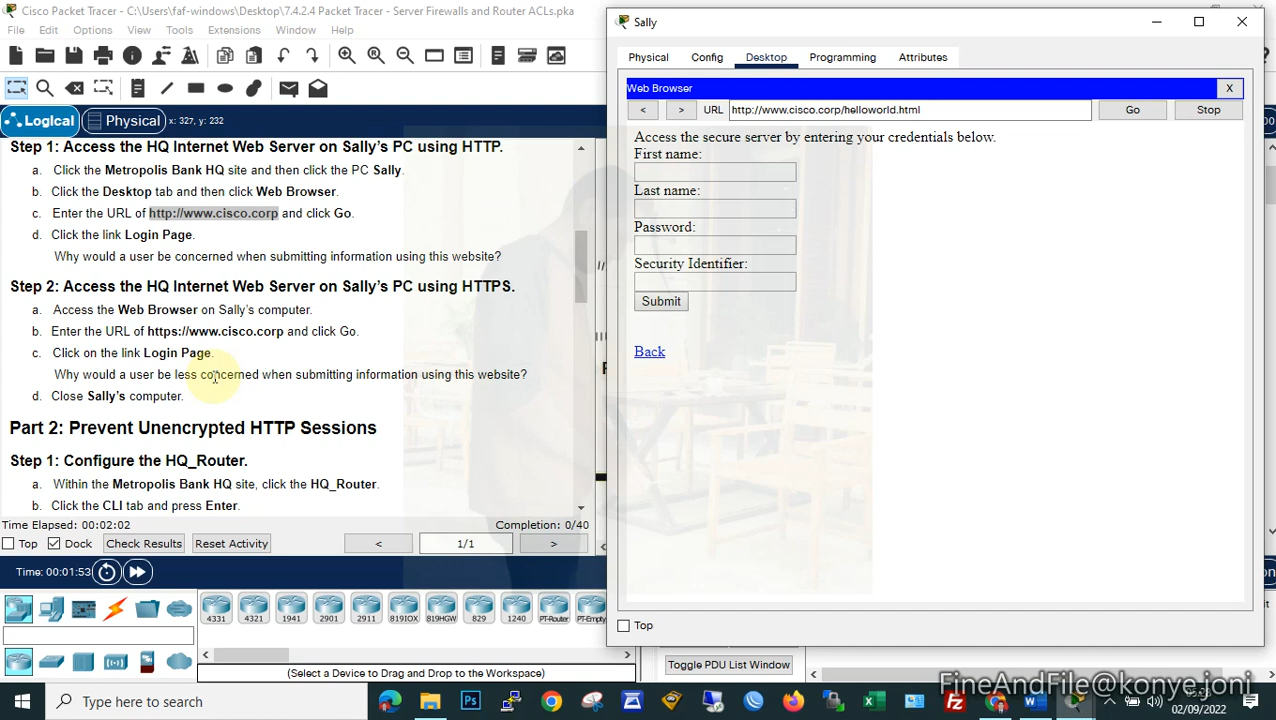 Cisco Packet Tracer - C:\Users\faf-windows\Desktop\7.4.2.4 Packet Tracer - Server Firewalls and Router ACLs.pka
File Edit Options View Tools Extensions Window Help
Logical Physical x: 327, y: 232
Step 1: Access the HQ Internet Web Server on Sally's PC using HTTP.
a. Click the Metropolis Bank HQ site and then click the PC Sally.
b. Click the Desktop tab and then click Web Browser.
c. Enter the URL of http://www.cisco.corp and click Go.
d. Click the link Login Page.
Why would a user be concerned when submitting information using this website?
Step 2: Access the HQ Internet Web Server on Sally's PC using HTTPS.
a. Access the Web Browser on Sally's computer.
b. Enter the URL of https://www.cisco.corp and click Go.
c. Click on the link Login Page.
Why would a user be less concerned when submitting information using this website?
d. Close Sally's computer.
Part 2: Prevent Unencrypted HTTP Sessions
Step 1: Configure the HQ_Router.
a. Within the Metropolis Bank HQ site, click the HQ_Router.
b. Click the CLI tab and press Enter.
Time Elapsed: 00:02:02 Completion: 0/40
Top Dock Check Results Reset Activity < 1/1 >
Time: 00:01:53
4331 4321 1941 2901 2911 819IOX 819HGW 829 1240 PT-Router PT-Empty
(Select a Device to Drag and Drop to the Workspace)
Sally
Physical Config Desktop Programming Attributes
Web Browser X
< > URL http://www.cisco.corp/helloworld.html Go Stop
Access the secure server by entering your credentials below.
First name:
Last name:
Password:
Security Identifier:
Submit
Back
Top
Toggle PDU List Window
FineAndFile@konye.joni
Type here to search
02/09/2022